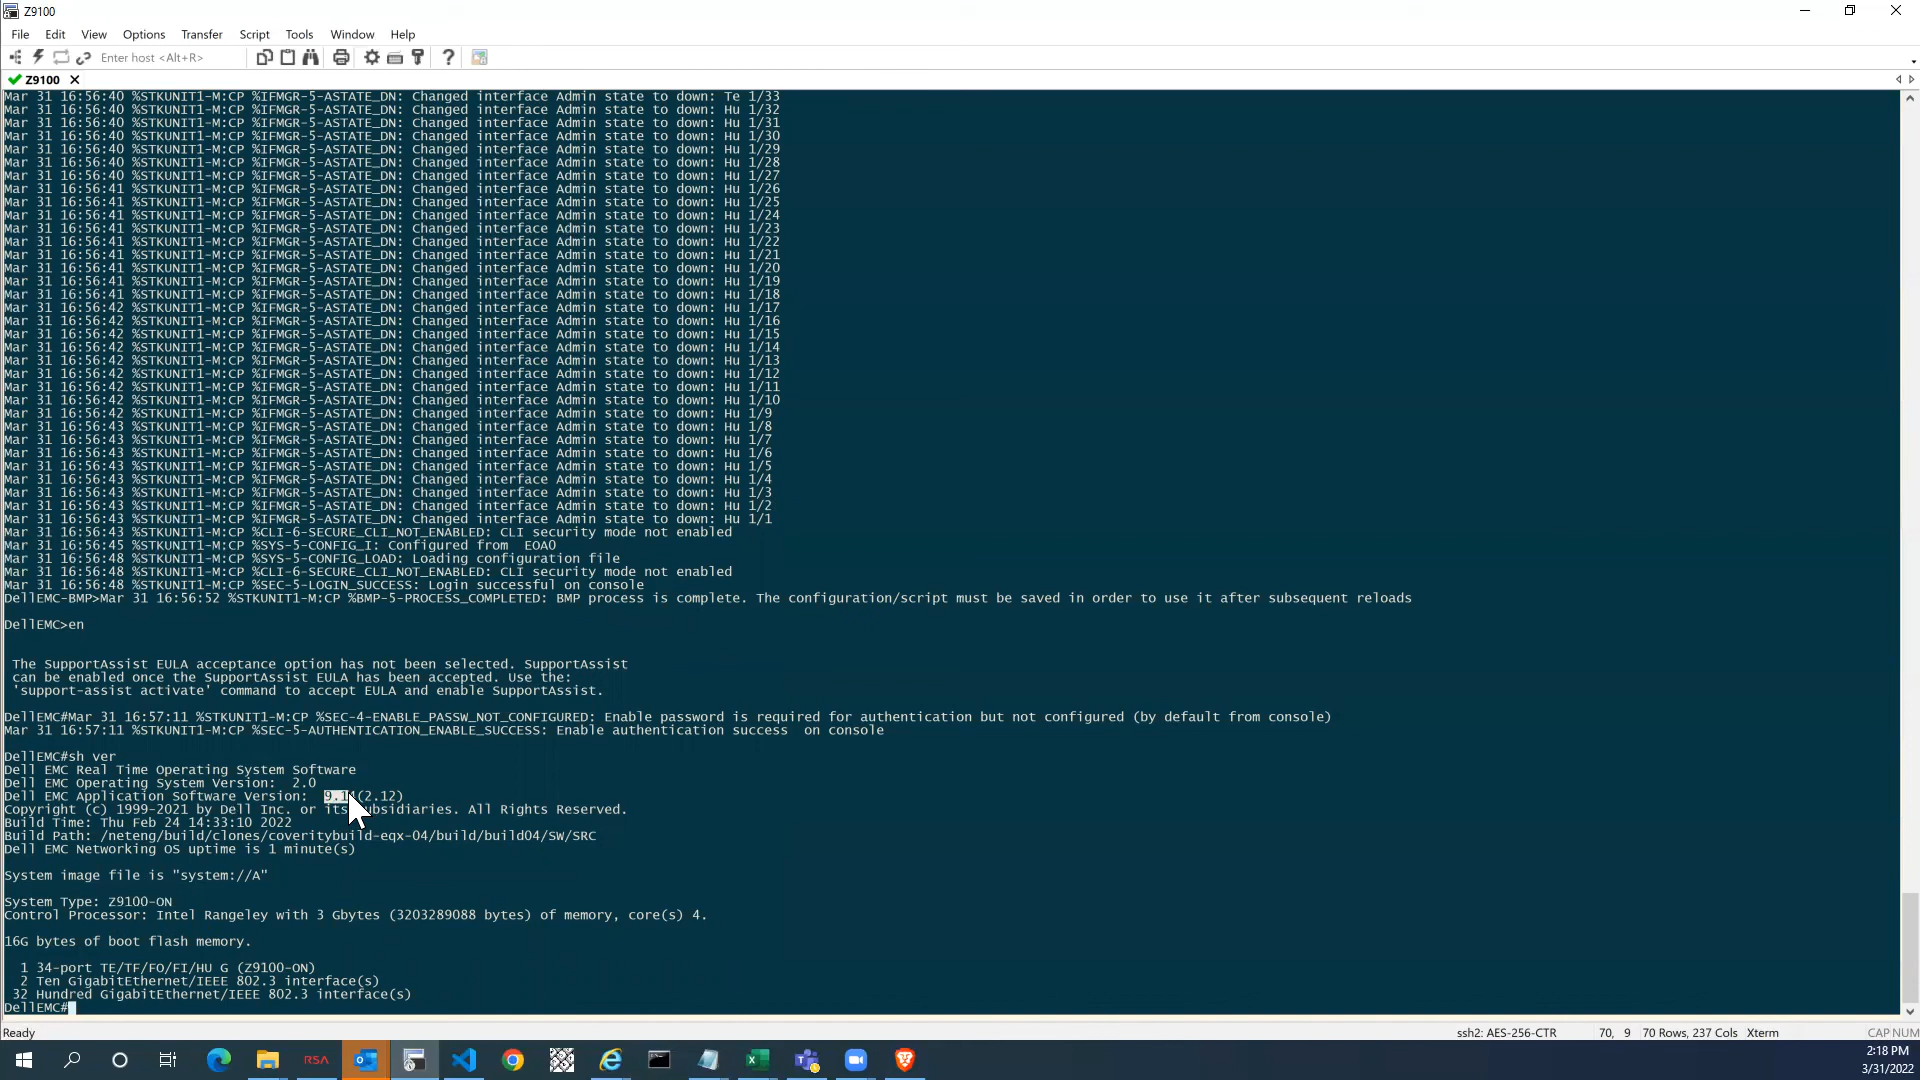 Z9100
File Edit View Options Transfer Script Tools Window Help
Enter host <Alt+R>
Z9100
Mar 31 16:56:40 %STKUNIT1-M:CP %IFMGR-5-ASTATE_DN: Changed interface Admin state to down: Te 1/33
Mar 31 16:56:40 %STKUNIT1-M:CP %IFMGR-5-ASTATE_DN: Changed interface Admin state to down: Hu 1/32
Mar 31 16:56:40 %STKUNIT1-M:CP %IFMGR-5-ASTATE_DN: Changed interface Admin state to down: Hu 1/31
Mar 31 16:56:40 %STKUNIT1-M:CP %IFMGR-5-ASTATE_DN: Changed interface Admin state to down: Hu 1/30
Mar 31 16:56:40 %STKUNIT1-M:CP %IFMGR-5-ASTATE_DN: Changed interface Admin state to down: Hu 1/29
Mar 31 16:56:40 %STKUNIT1-M:CP %IFMGR-5-ASTATE_DN: Changed interface Admin state to down: Hu 1/28
Mar 31 16:56:40 %STKUNIT1-M:CP %IFMGR-5-ASTATE_DN: Changed interface Admin state to down: Hu 1/27
Mar 31 16:56:41 %STKUNIT1-M:CP %IFMGR-5-ASTATE_DN: Changed interface Admin state to down: Hu 1/26
Mar 31 16:56:41 %STKUNIT1-M:CP %IFMGR-5-ASTATE_DN: Changed interface Admin state to down: Hu 1/25
Mar 31 16:56:41 %STKUNIT1-M:CP %IFMGR-5-ASTATE_DN: Changed interface Admin state to down: Hu 1/24
Mar 31 16:56:41 %STKUNIT1-M:CP %IFMGR-5-ASTATE_DN: Changed interface Admin state to down: Hu 1/23
Mar 31 16:56:41 %STKUNIT1-M:CP %IFMGR-5-ASTATE_DN: Changed interface Admin state to down: Hu 1/22
Mar 31 16:56:41 %STKUNIT1-M:CP %IFMGR-5-ASTATE_DN: Changed interface Admin state to down: Hu 1/21
Mar 31 16:56:41 %STKUNIT1-M:CP %IFMGR-5-ASTATE_DN: Changed interface Admin state to down: Hu 1/20
Mar 31 16:56:41 %STKUNIT1-M:CP %IFMGR-5-ASTATE_DN: Changed interface Admin state to down: Hu 1/19
Mar 31 16:56:41 %STKUNIT1-M:CP %IFMGR-5-ASTATE_DN: Changed interface Admin state to down: Hu 1/18
Mar 31 16:56:42 %STKUNIT1-M:CP %IFMGR-5-ASTATE_DN: Changed interface Admin state to down: Hu 1/17
Mar 31 16:56:42 %STKUNIT1-M:CP %IFMGR-5-ASTATE_DN: Changed interface Admin state to down: Hu 1/16
Mar 31 16:56:42 %STKUNIT1-M:CP %IFMGR-5-ASTATE_DN: Changed interface Admin state to down: Hu 1/15
Mar 31 16:56:42 %STKUNIT1-M:CP %IFMGR-5-ASTATE_DN: Changed interface Admin state to down: Hu 1/14
Mar 31 16:56:42 %STKUNIT1-M:CP %IFMGR-5-ASTATE_DN: Changed interface Admin state to down: Hu 1/13
Mar 31 16:56:42 %STKUNIT1-M:CP %IFMGR-5-ASTATE_DN: Changed interface Admin state to down: Hu 1/12
Mar 31 16:56:42 %STKUNIT1-M:CP %IFMGR-5-ASTATE_DN: Changed interface Admin state to down: Hu 1/11
Mar 31 16:56:42 %STKUNIT1-M:CP %IFMGR-5-ASTATE_DN: Changed interface Admin state to down: Hu 1/10
Mar 31 16:56:42 %STKUNIT1-M:CP %IFMGR-5-ASTATE_DN: Changed interface Admin state to down: Hu 1/9
Mar 31 16:56:43 %STKUNIT1-M:CP %IFMGR-5-ASTATE_DN: Changed interface Admin state to down: Hu 1/8
Mar 31 16:56:43 %STKUNIT1-M:CP %IFMGR-5-ASTATE_DN: Changed interface Admin state to down: Hu 1/7
Mar 31 16:56:43 %STKUNIT1-M:CP %IFMGR-5-ASTATE_DN: Changed interface Admin state to down: Hu 1/6
Mar 31 16:56:43 %STKUNIT1-M:CP %IFMGR-5-ASTATE_DN: Changed interface Admin state to down: Hu 1/5
Mar 31 16:56:43 %STKUNIT1-M:CP %IFMGR-5-ASTATE_DN: Changed interface Admin state to down: Hu 1/4
Mar 31 16:56:43 %STKUNIT1-M:CP %IFMGR-5-ASTATE_DN: Changed interface Admin state to down: Hu 1/3
Mar 31 16:56:43 %STKUNIT1-M:CP %IFMGR-5-ASTATE_DN: Changed interface Admin state to down: Hu 1/2
Mar 31 16:56:43 %STKUNIT1-M:CP %IFMGR-5-ASTATE_DN: Changed interface Admin state to down: Hu 1/1
Mar 31 16:56:43 %STKUNIT1-M:CP %CLI-6-SECURE_CLI_NOT_ENABLED: CLI security mode not enabled
Mar 31 16:56:45 %STKUNIT1-M:CP %SYS-5-CONFIG_I: Configured from  EOA0
Mar 31 16:56:48 %STKUNIT1-M:CP %SYS-5-CONFIG_LOAD: Loading configuration file
Mar 31 16:56:48 %STKUNIT1-M:CP %CLI-6-SECURE_CLI_NOT_ENABLED: CLI security mode not enabled
Mar 31 16:56:48 %STKUNIT1-M:CP %SEC-5-LOGIN_SUCCESS: Login successful on console
DellEMC-BMP>Mar 31 16:56:52 %STKUNIT1-M:CP %BMP-5-PROCESS_COMPLETED: BMP process is complete. The configuration/script must be saved in order to use it after subsequent reloads
DellEMC>en
The SupportAssist EULA acceptance option has not been selected. SupportAssist
can be enabled once the SupportAssist EULA has been accepted. Use the:
'support-assist activate' command to accept EULA and enable SupportAssist.
DellEMC#Mar 31 16:57:11 %STKUNIT1-M:CP %SEC-4-ENABLE_PASSW_NOT_CONFIGURED: Enable password is required for authentication but not configured (by default from console)
Mar 31 16:57:11 %STKUNIT1-M:CP %SEC-5-AUTHENTICATION_ENABLE_SUCCESS: Enable authentication success  on console
DellEMC#sh ver
Dell EMC Real Time Operating System Software
Dell EMC Operating System Version:  2.0
Dell EMC Application Software Version:  9.14(2.12)
Copyright (c) 1999-2021 by Dell Inc. or its subsidiaries. All Rights Reserved.
Build Time: Thu Feb 24 14:33:10 2022
Build Path: /neteng/build/clones/coveritybuild-eqx-04/build/build04/SW/SRC
Dell EMC Networking OS uptime is 1 minute(s)
System image file is "system://A"
System Type: Z9100-ON
Control Processor: Intel Rangeley with 3 Gbytes (3203289088 bytes) of memory, core(s) 4.
16G bytes of boot flash memory.
1 34-port TE/TF/FO/FI/HU G (Z9100-ON)
2 Ten GigabitEthernet/IEEE 802.3 interface(s)
32 Hundred GigabitEthernet/IEEE 802.3 interface(s)
DellEMC#
Ready ssh2: AES-256-CTR 70, 9 70 Rows, 237 Cols Xterm CAP NUM
RSA
2:18 PM
3/31/2022